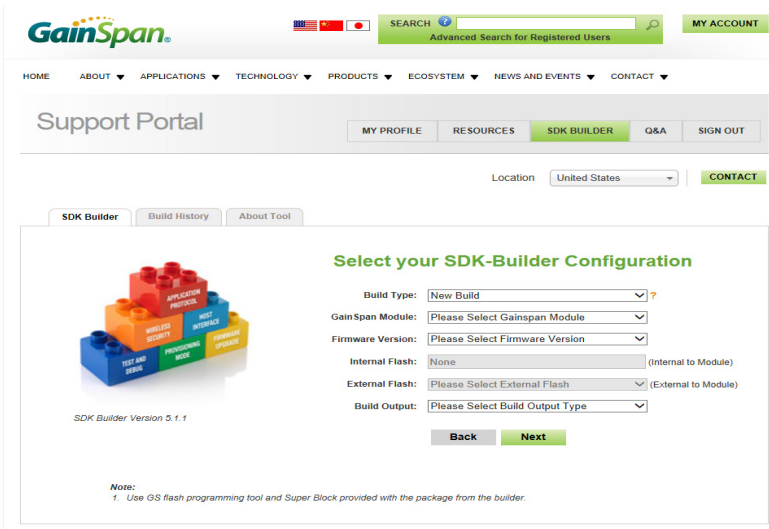 GainSpan®
SEARCH ?
Advanced Search for Registered Users
MY ACCOUNT
HOME ABOUT APPLICATIONS TECHNOLOGY PRODUCTS ECOSYSTEM NEWS AND EVENTS CONTACT
Support Portal
MY PROFILE RESOURCES SDK BUILDER Q&A SIGN OUT
Location United States CONTACT
SDK Builder Build History About Tool
APPLICATION
PROTOCOL
WIRELESS
SECURITY
HOST
INTERFACE
TEST AND
DEBUG
PROVISIONING
MODE
FIRMWARE
UPGRADE
SDK Builder Version 5.1.1
Select your SDK-Builder Configuration
Build Type: New Build ?
GainSpan Module: Please Select Gainspan Module
Firmware Version: Please Select Firmware Version
Internal Flash: None (Internal to Module)
External Flash: Please Select External Flash (External to Module)
Build Output: Please Select Build Output Type
Back Next
Note:
1. Use GS flash programming tool and Super Block provided with the package from the builder.